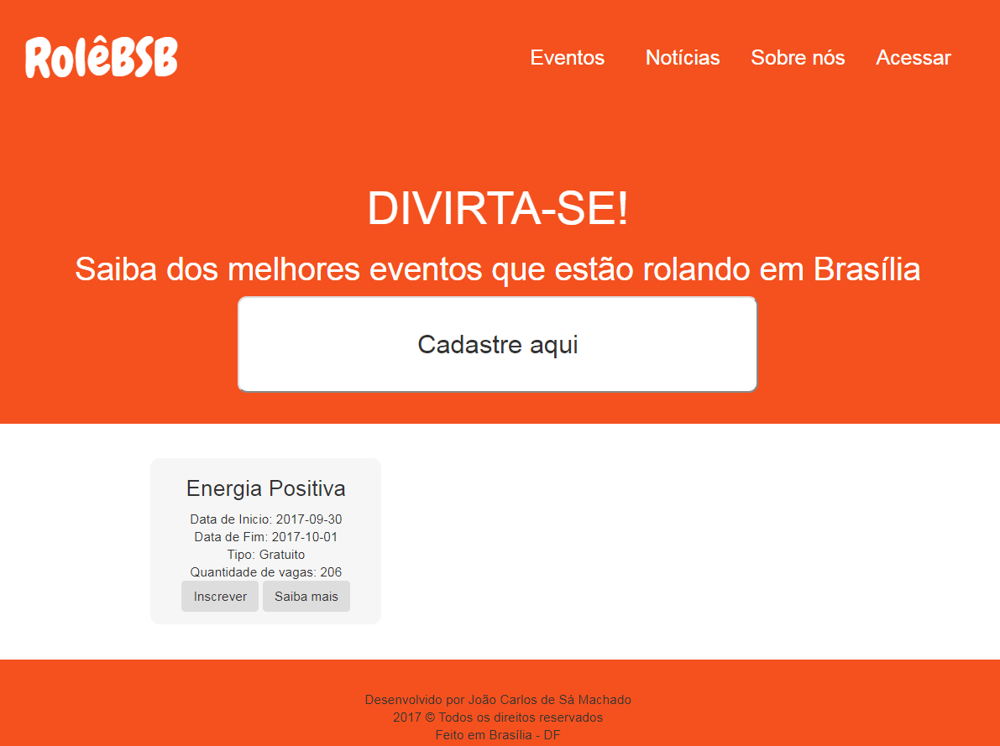 RolêBSB
Eventos Notícias Sobre nós Acessar
DIVIRTA-SE!
Saiba dos melhores eventos que estão rolando em Brasília
Cadastre aqui
Energia Positiva
Data de Inicio: 2017-09-30
Data de Fim: 2017-10-01
Tipo: Gratuito
Quantidade de vagas: 206
Inscrever Saiba mais
Desenvolvido por João Carlos de Sá Machado
2017 © Todos os direitos reservados
Feito em Brasília - DF